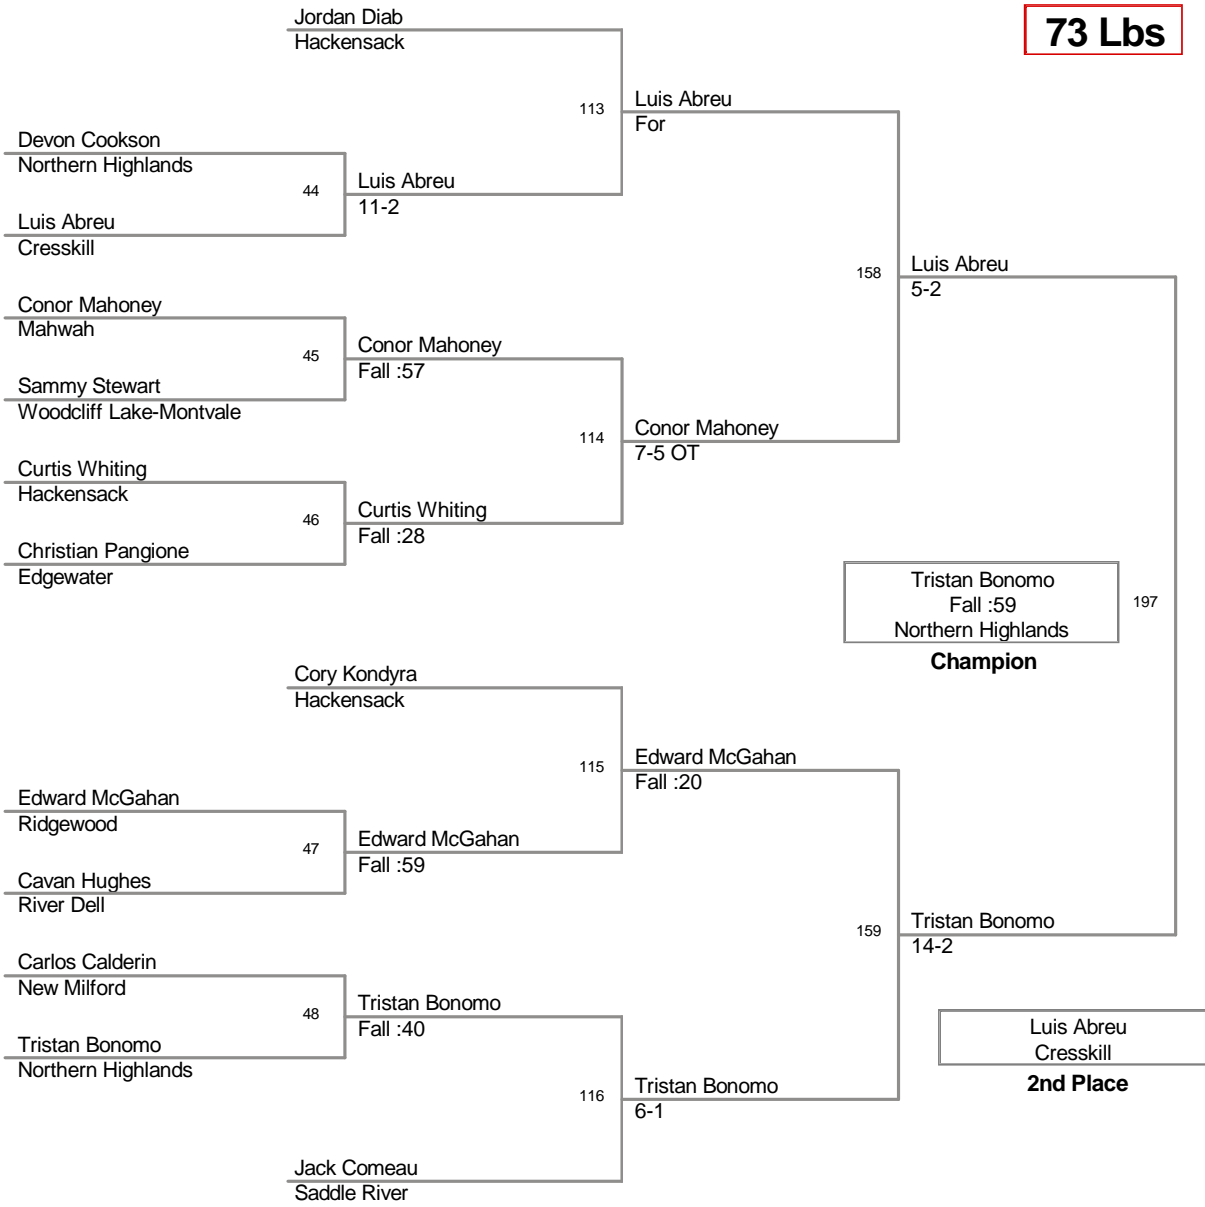 Jordan Diab
Hackensack
73 Lbs
113
Luis Abreu
For
Devon Cookson
Northern Highlands
44
Luis Abreu
11-2
Luis Abreu
Cresskill
158
Luis Abreu
5-2
Conor Mahoney
Mahwah
45
Conor Mahoney
Fall :57
Sammy Stewart
Woodcliff Lake-Montvale
114
Conor Mahoney
7-5 OT
Curtis Whiting
Hackensack
46
Curtis Whiting
Fall :28
Christian Pangione
Edgewater
Tristan Bonomo
Fall :59
Northern Highlands
197
Champion
Cory Kondyra
Hackensack
115
Edward McGahan
Fall :20
Edward McGahan
Ridgewood
47
Edward McGahan
Fall :59
Cavan Hughes
River Dell
159
Tristan Bonomo
14-2
Carlos Calderin
New Milford
48
Tristan Bonomo
Fall :40
Tristan Bonomo
Northern Highlands
Luis Abreu
Cresskill
2nd Place
116
Tristan Bonomo
6-1
Jack Comeau
Saddle River